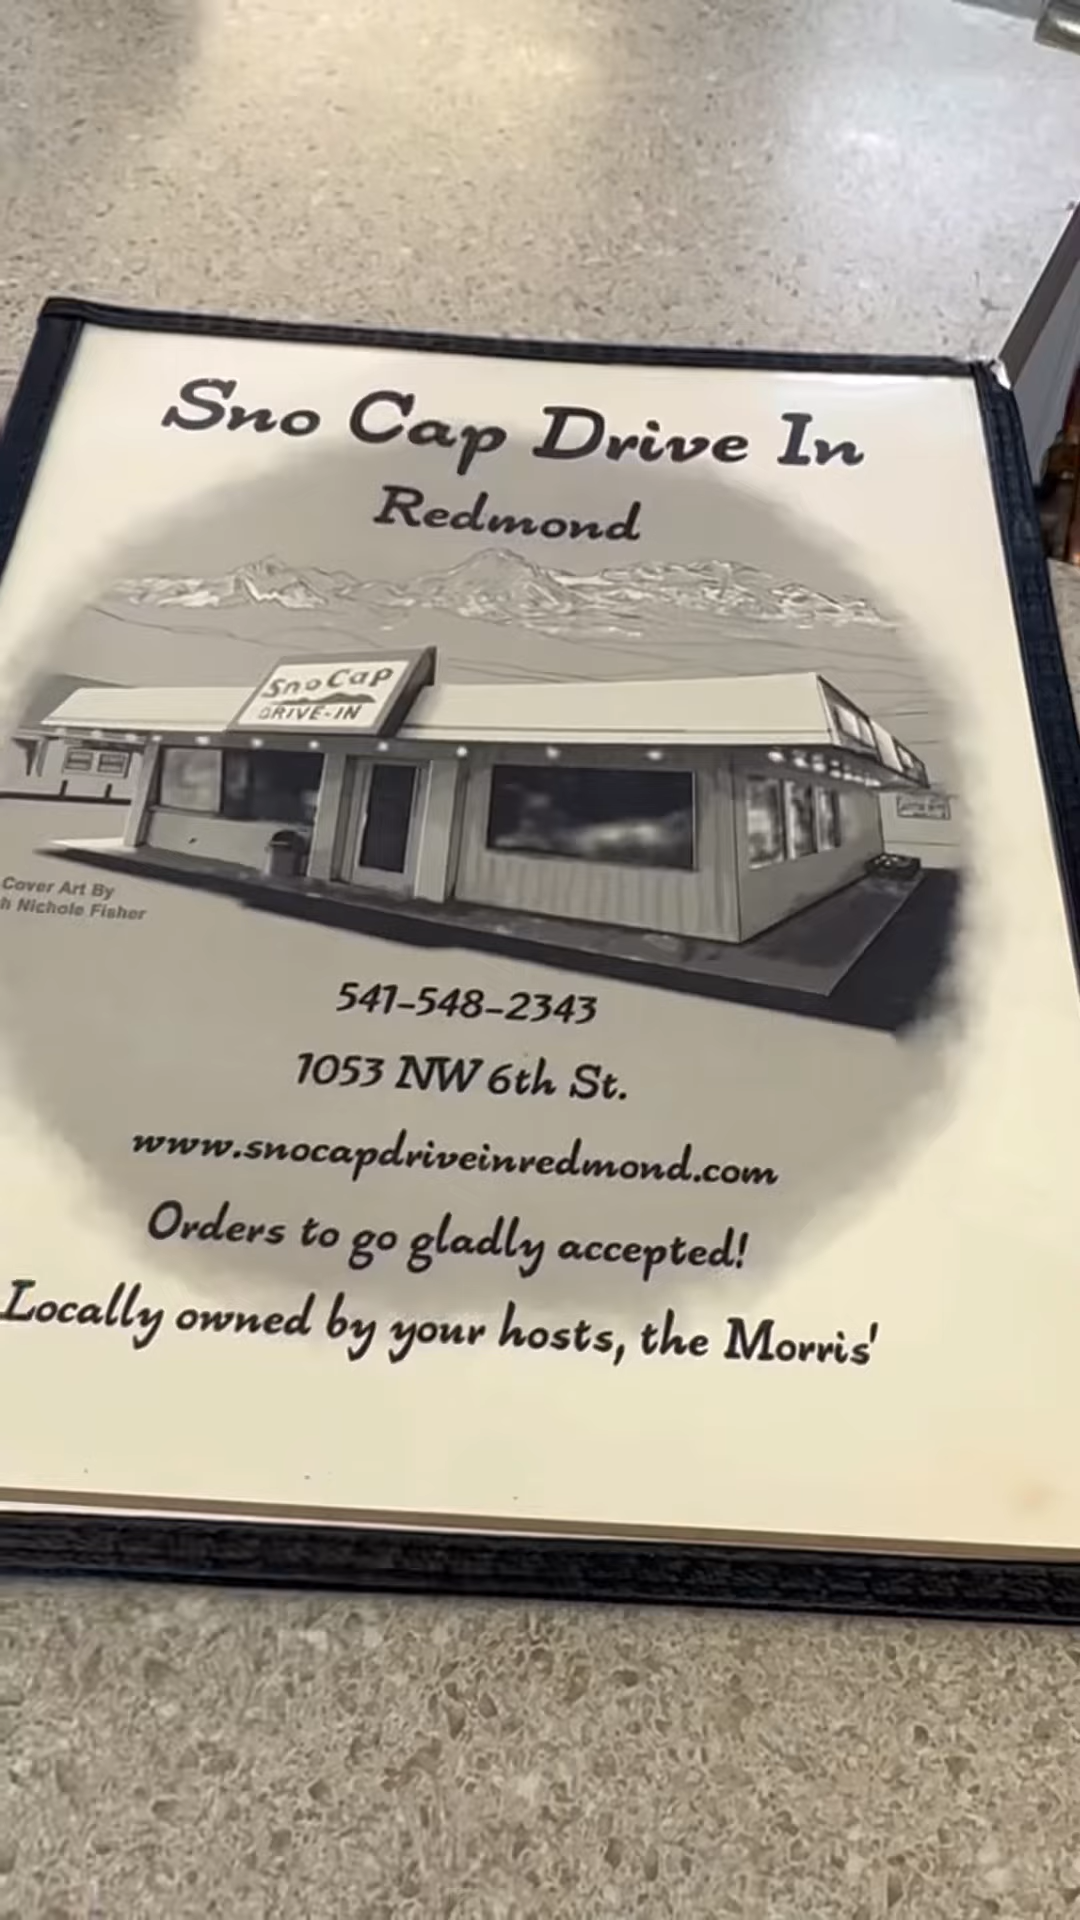 Sno Cap Drive In
Redmond
Sno Cap
DRIVE-IN
Cover Art By
Nichole Fisher
541-548-2343
1053 NW 6th St.
www.snocapdriveinredmond.com
Orders to go gladly accepted!
Locally owned by your hosts, the Morris'